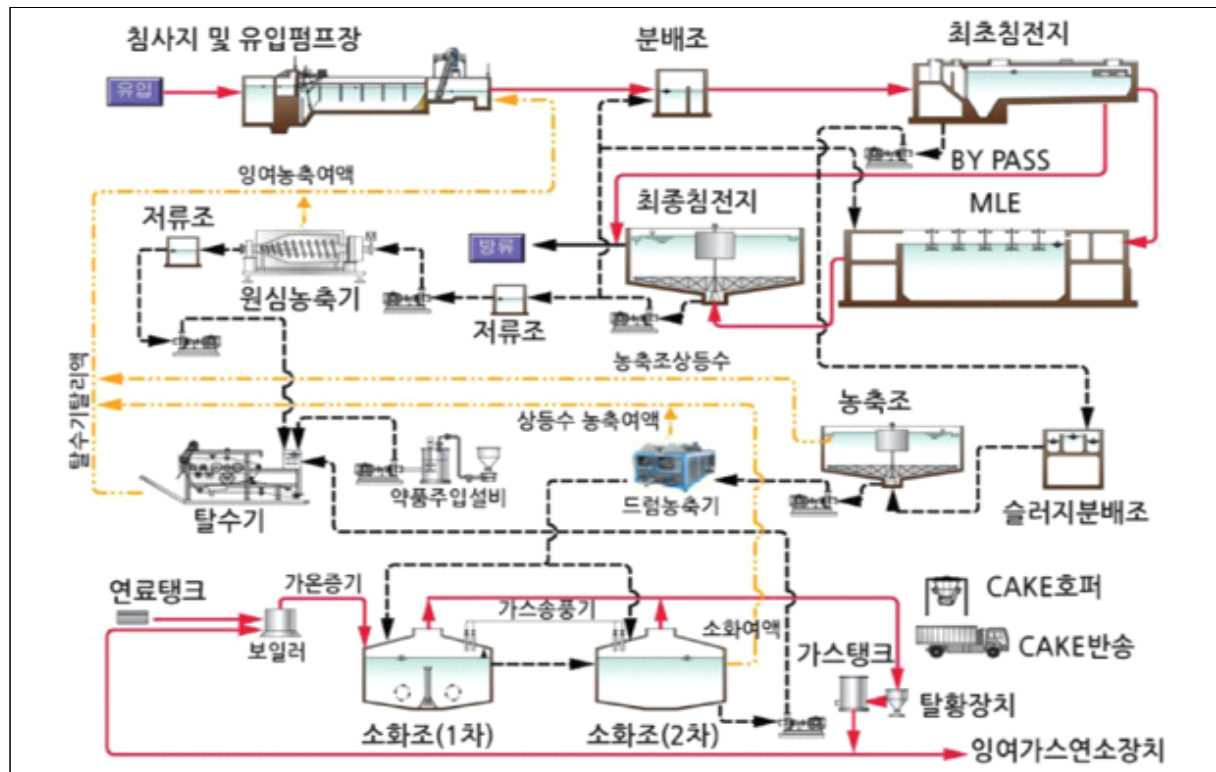 침사지 및 유입펌프장
분배조
최초침전지
유입
BY PASS
잉여농축여액
최종침전지
MLE
저류조
방류
원심농축기
저류조
농축조상등수
탈수기탈리액
농축조
상등수 농축여액
약품주입설비
드럼농축기
탈수기
슬러지분배조
연료탱크
가온증기
가스송풍기
소화여액
CAKE호퍼
보일러
가스탱크
CAKE반송
탈황장치
소화조(1차)
소화조(2차)
잉여가스연소장치